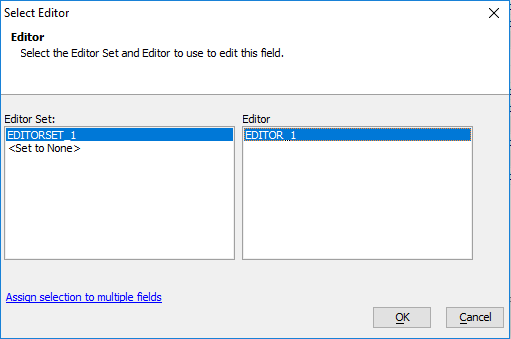 Select Editor
Editor
Select the Editor Set and Editor to use to edit this field.
Editor Set:
Editor
EDITORSET_1
EDITOR_1
<Set to None>
Assign selection to multiple fields
OK
Cancel